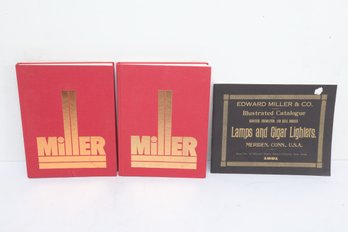 MILLER
MILLER
EDWARD MILLER & CO.
Illustrated Catalogue
Lamps and Cigar Lighters.
MERIDEN, CONN., U.S.A.